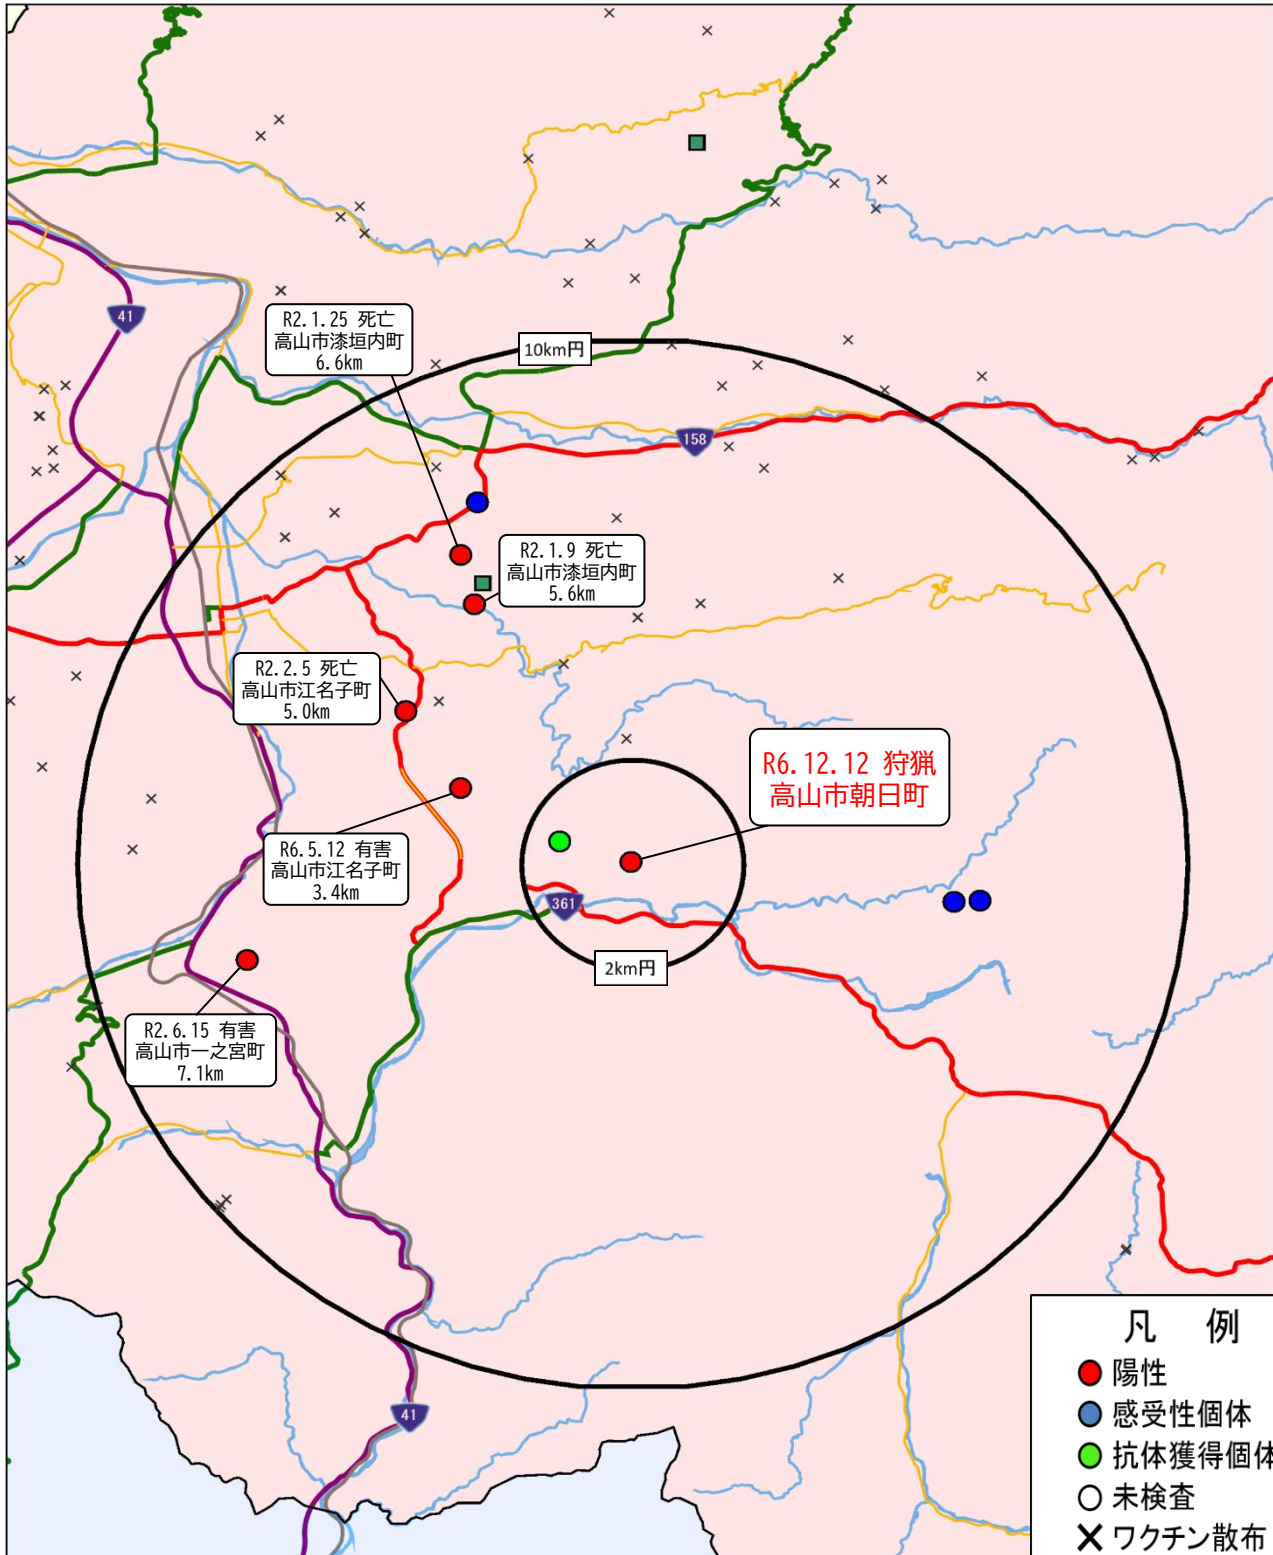 41
R2.1.25 死亡
高山市漆垣内町
6.6km
10km円
158
R2.1.9 死亡
高山市漆垣内町
5.6km
R2.2.5 死亡
高山市江名子町
5.0km
R6.12.12 狩猟
高山市朝日町
R6.5.12 有害
高山市江名子町
3.4km
361
2km円
R2.6.15 有害
高山市一之宮町
7.1km
41
凡 例
陽性
感受性個体
抗体獲得個体
未検査
ワクチン散布